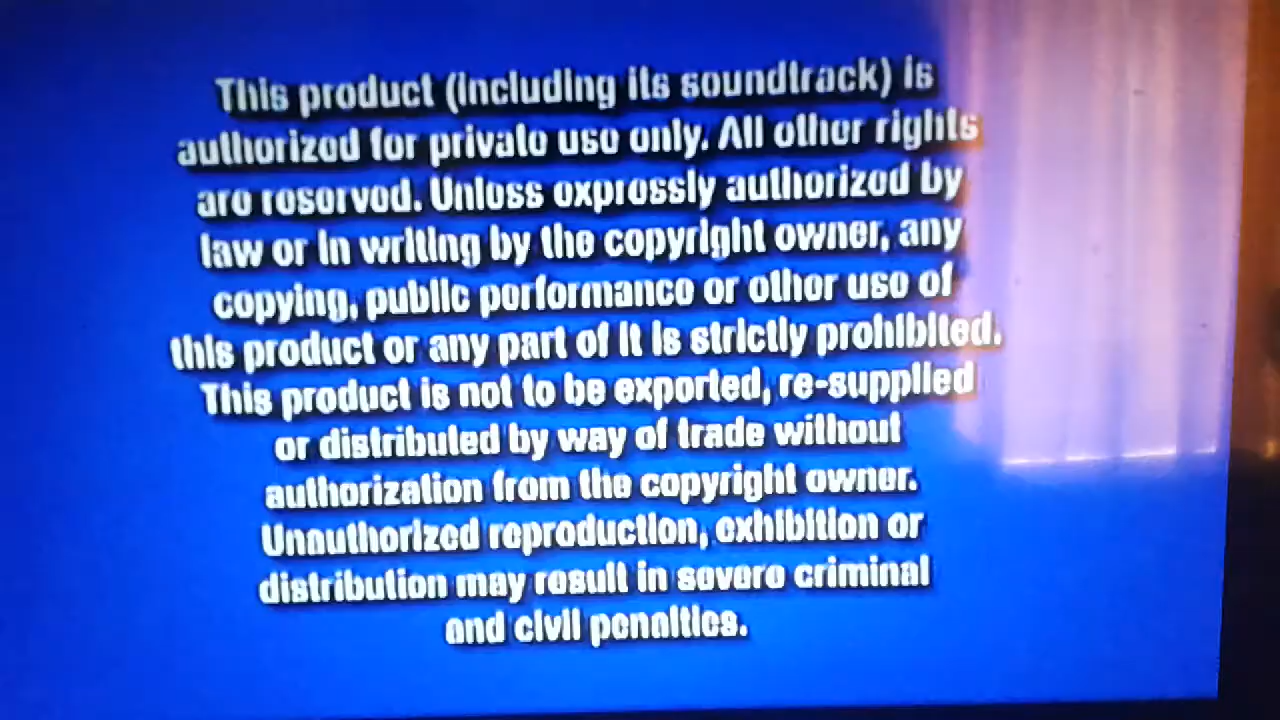 This product (including its soundtrack) is
authorized for private use only. All other rights
are reserved. Unless expressly authorized by
law or in writing by the copyright owner, any
copying, public performance or other use of
this product or any part of it is strictly prohibited.
This product is not to be exported, re-supplied
or distributed by way of trade without
authorization from the copyright owner.
Unauthorized reproduction, exhibition or
distribution may result in severe criminal
and civil penalties.